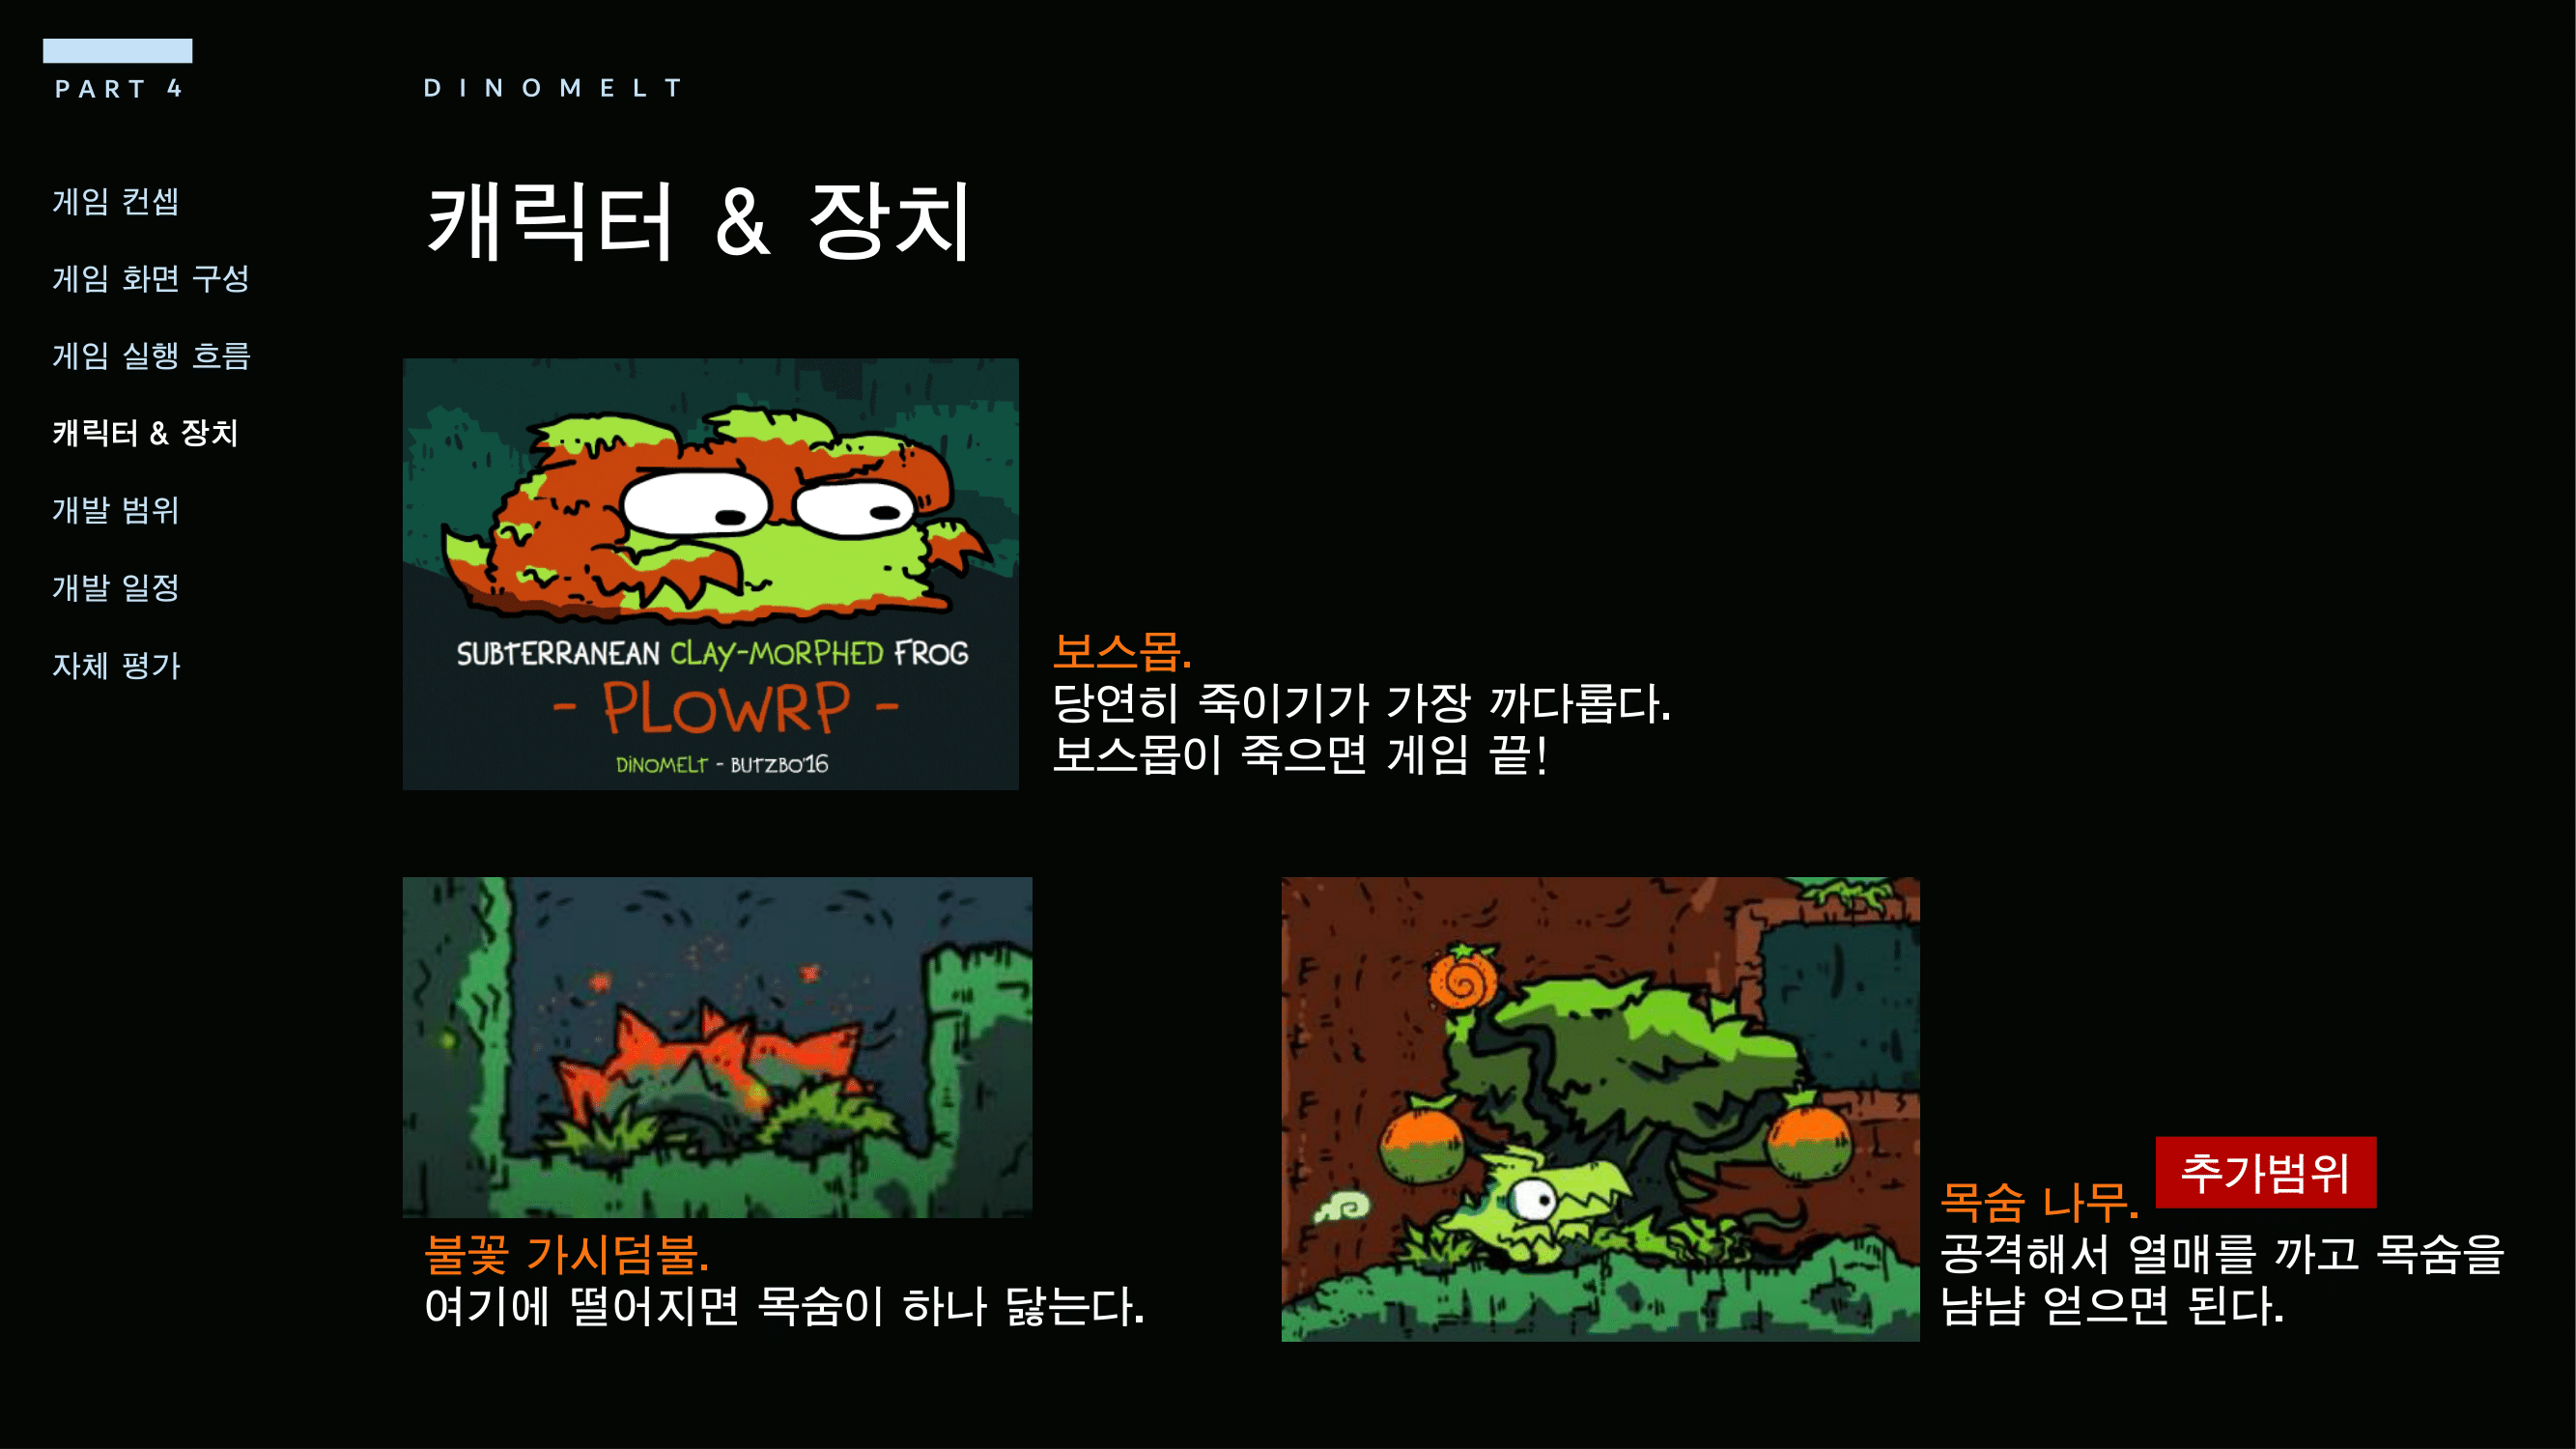 PART 4
DINOMELT
게임 컨셉
게임 화면 구성
게임 실행 흐름
캐릭터 & 장치
개발 범위
개발 일정
자체 평가
캐릭터 & 장치
SUBTERRANEAN CLAY-MORPHED FROG
- PLOWRP -
DINOMELT - BUTZBO'16
보스몹.
당연히 죽이기가 가장 까다롭다.
보스몹이 죽으면 게임 끝!
불꽃 가시덤불.
여기에 떨어지면 목숨이 하나 닳는다.
목숨 나무.
추가범위
공격해서 열매를 까고 목숨을
냠냠 얻으면 된다.